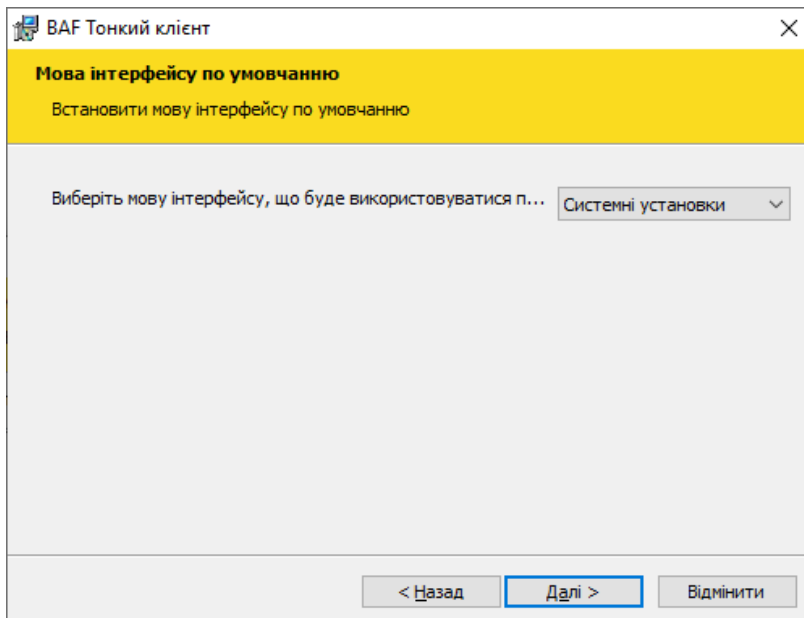 BAF Тонкий клієнт
Мова інтерфейсу по умовчанню
Встановити мову інтерфейсу по умовчанню
Виберіть мову інтерфейсу, що буде використовуватися п... Системні установки
< Назад Далі > Відмінити